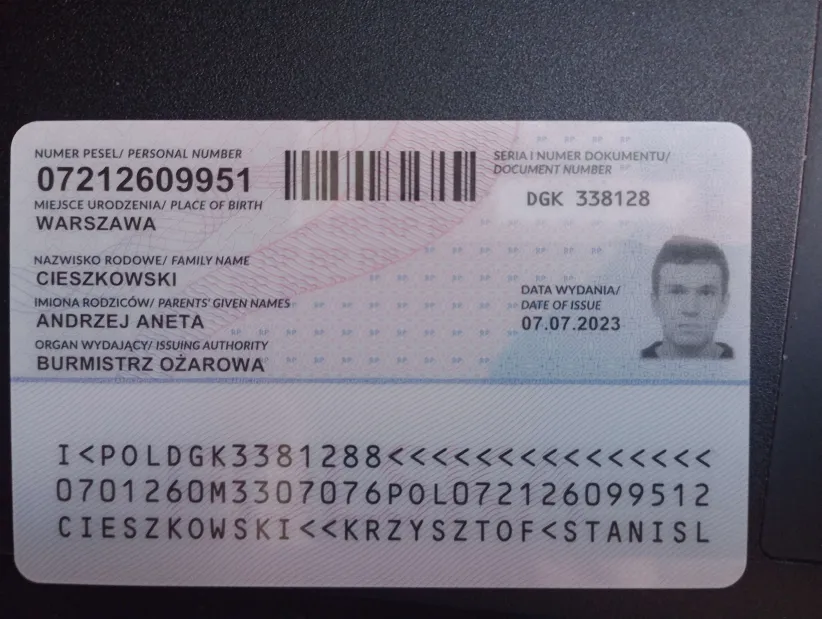 NUMER PESEL/ PERSONAL NUMBER
07212609951
MIEJSCE URODZENIA/ PLACE OF BIRTH
WARSZAWA
NAZWISKO RODOWE/ FAMILY NAME
CIESZKOWSKI
IMIONA RODZICÓW/ PARENTS' GIVEN NAMES
ANDRZEJ ANETA
ORGAN WYDAJĄCY/ ISSUING AUTHORITY
BURMISTRZ OŻAROWA
SERIA I NUMER DOKUMENTU/
DOCUMENT NUMBER
DGK 338128
DATA WYDANIA/
DATE OF ISSUE
07.07.2023
I<POLDGK3381288<<<<<<<<<<<<<<<
0701260M3307076POL072126099512
CIESZKOWSKI<<KRZYSZTOF<STANISL